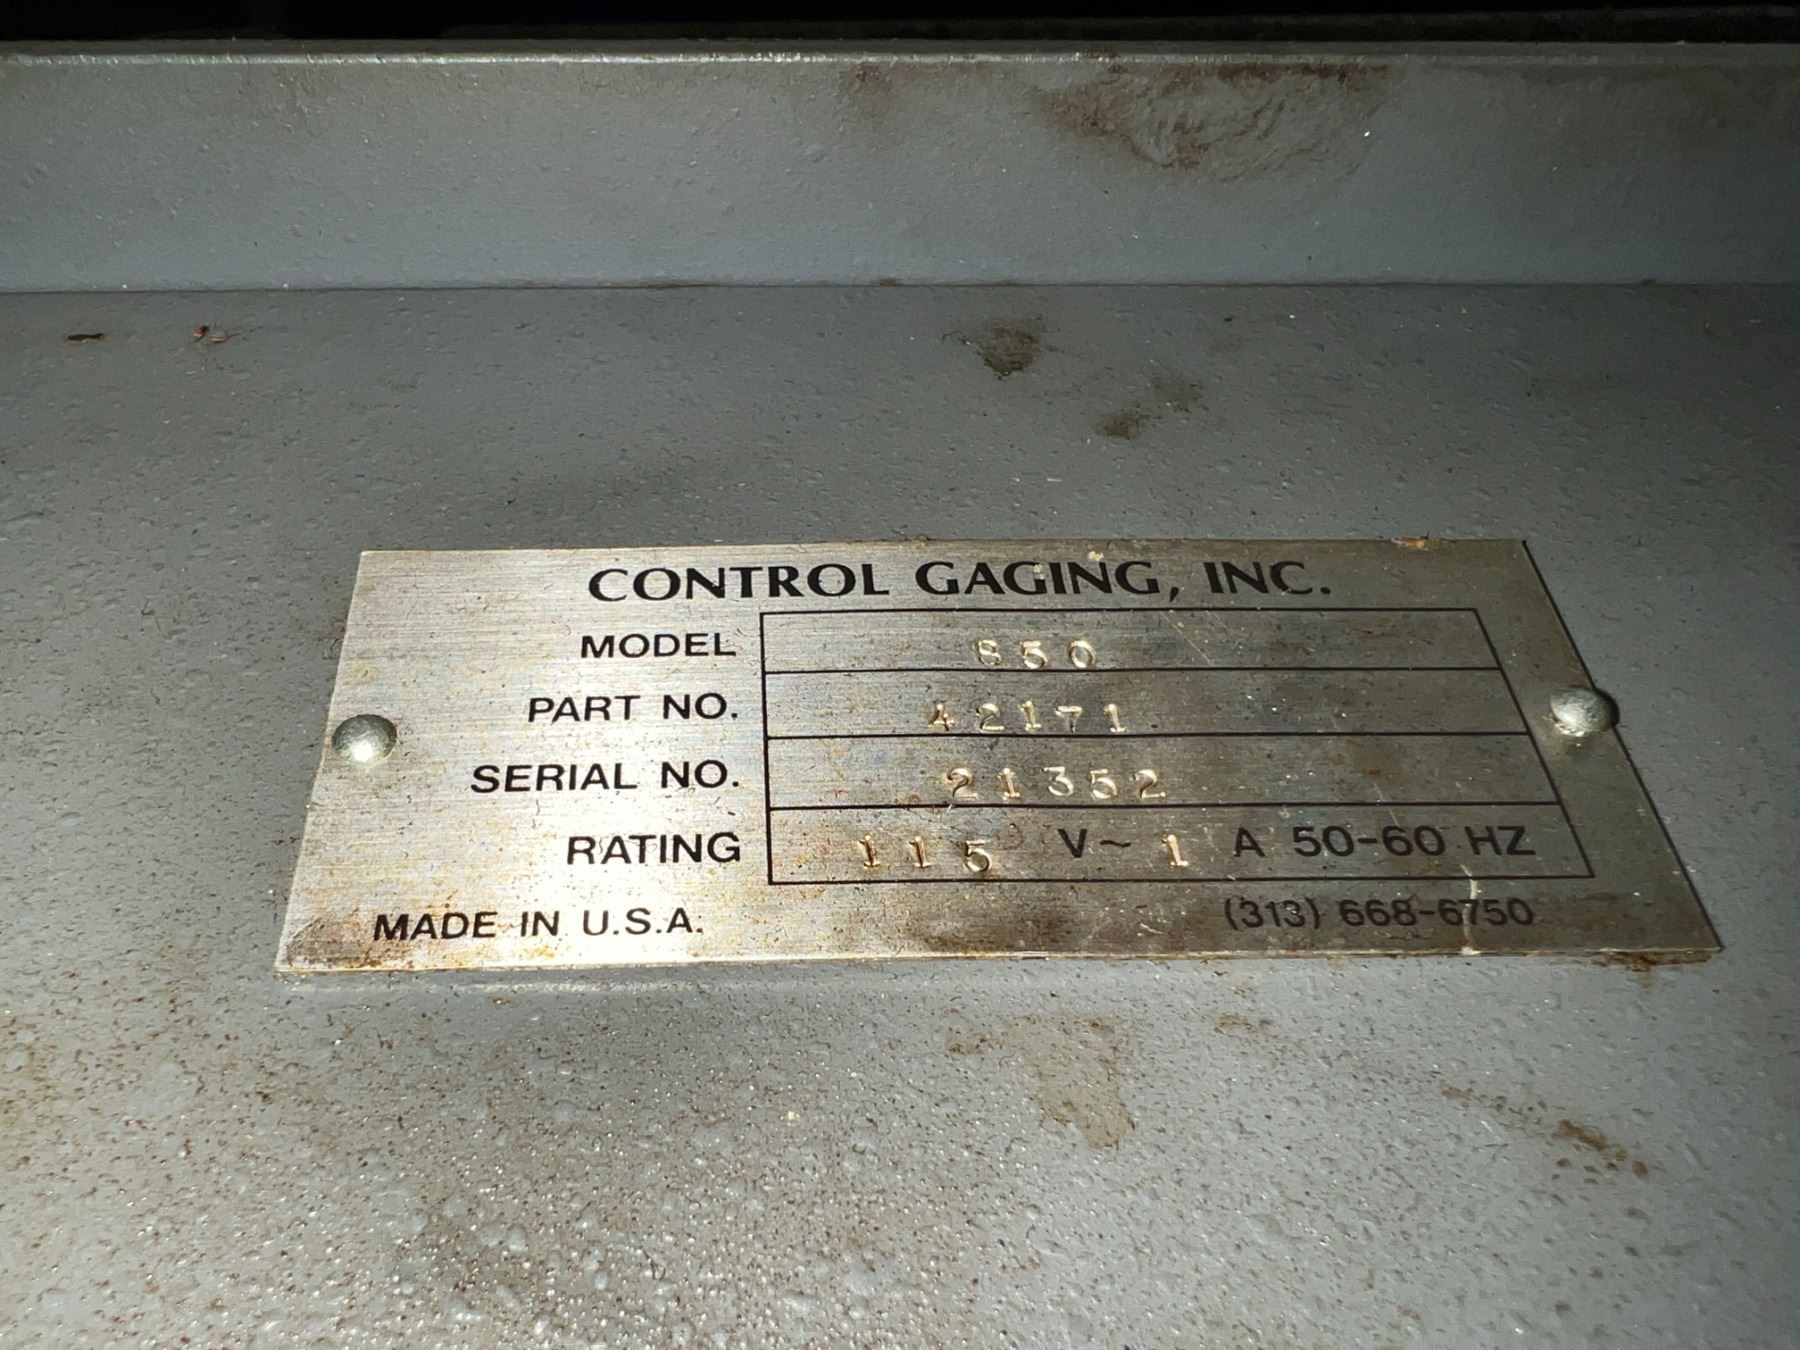 CONTROL GAGING, INC.
MODEL 850
PART NO. 42171
SERIAL NO. 21352
RATING 115 V~ 1 A 50-60 HZ
MADE IN U.S.A. (313) 668-6750